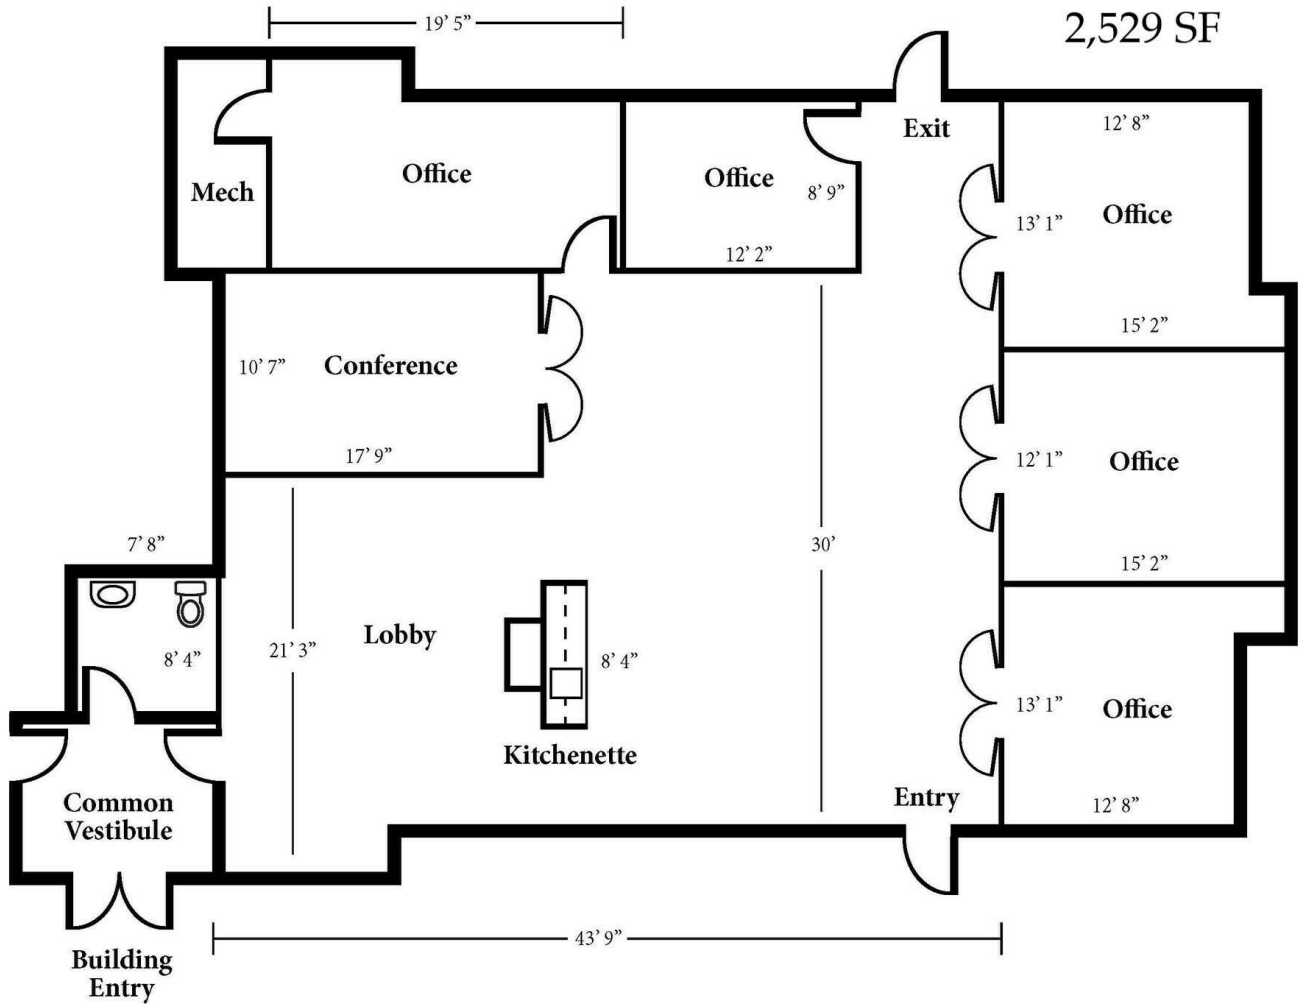 19’ 5”
2,529 SF
Exit
12’ 8”
Mech
Office
Office
8’ 9”
13’ 1”
Office
12’ 2”
15’ 2”
10’ 7”
Conference
17’ 9”
12’ 1”
Office
7’ 8”
30’
15’ 2”
8’ 4”
21’ 3”
Lobby
8’ 4”
13’ 1”
Office
Kitchenette
Common
Vestibule
Entry
12’ 8”
43’ 9”
Building
Entry